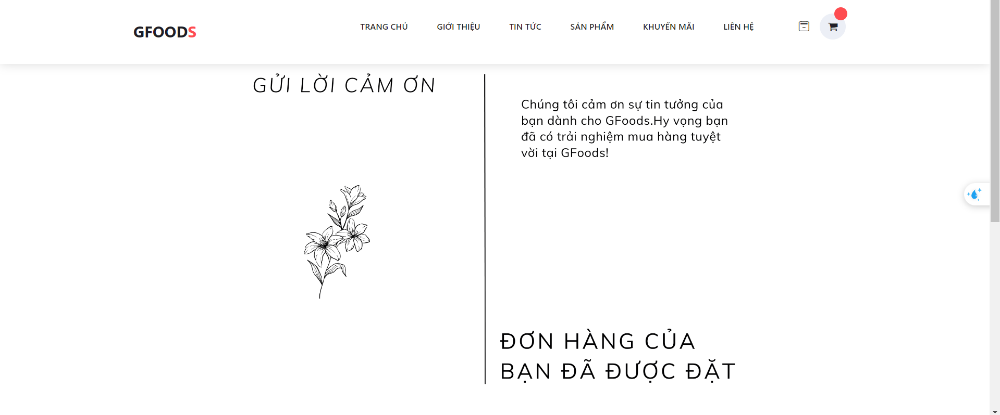 GFOODS
TRANG CHỦ
GIỚI THIỆU
TIN TỨC
SẢN PHẨM
KHUYẾN MÃI
LIÊN HỆ
GỬI LỜI CẢM ƠN
Chúng tôi cảm ơn sự tin tưởng của
bạn dành cho GFoods.Hy vọng bạn
đã có trải nghiệm mua hàng tuyệt
vời tại GFoods!
ĐƠN HÀNG CỦA
BẠN ĐÃ ĐƯỢC ĐẶT